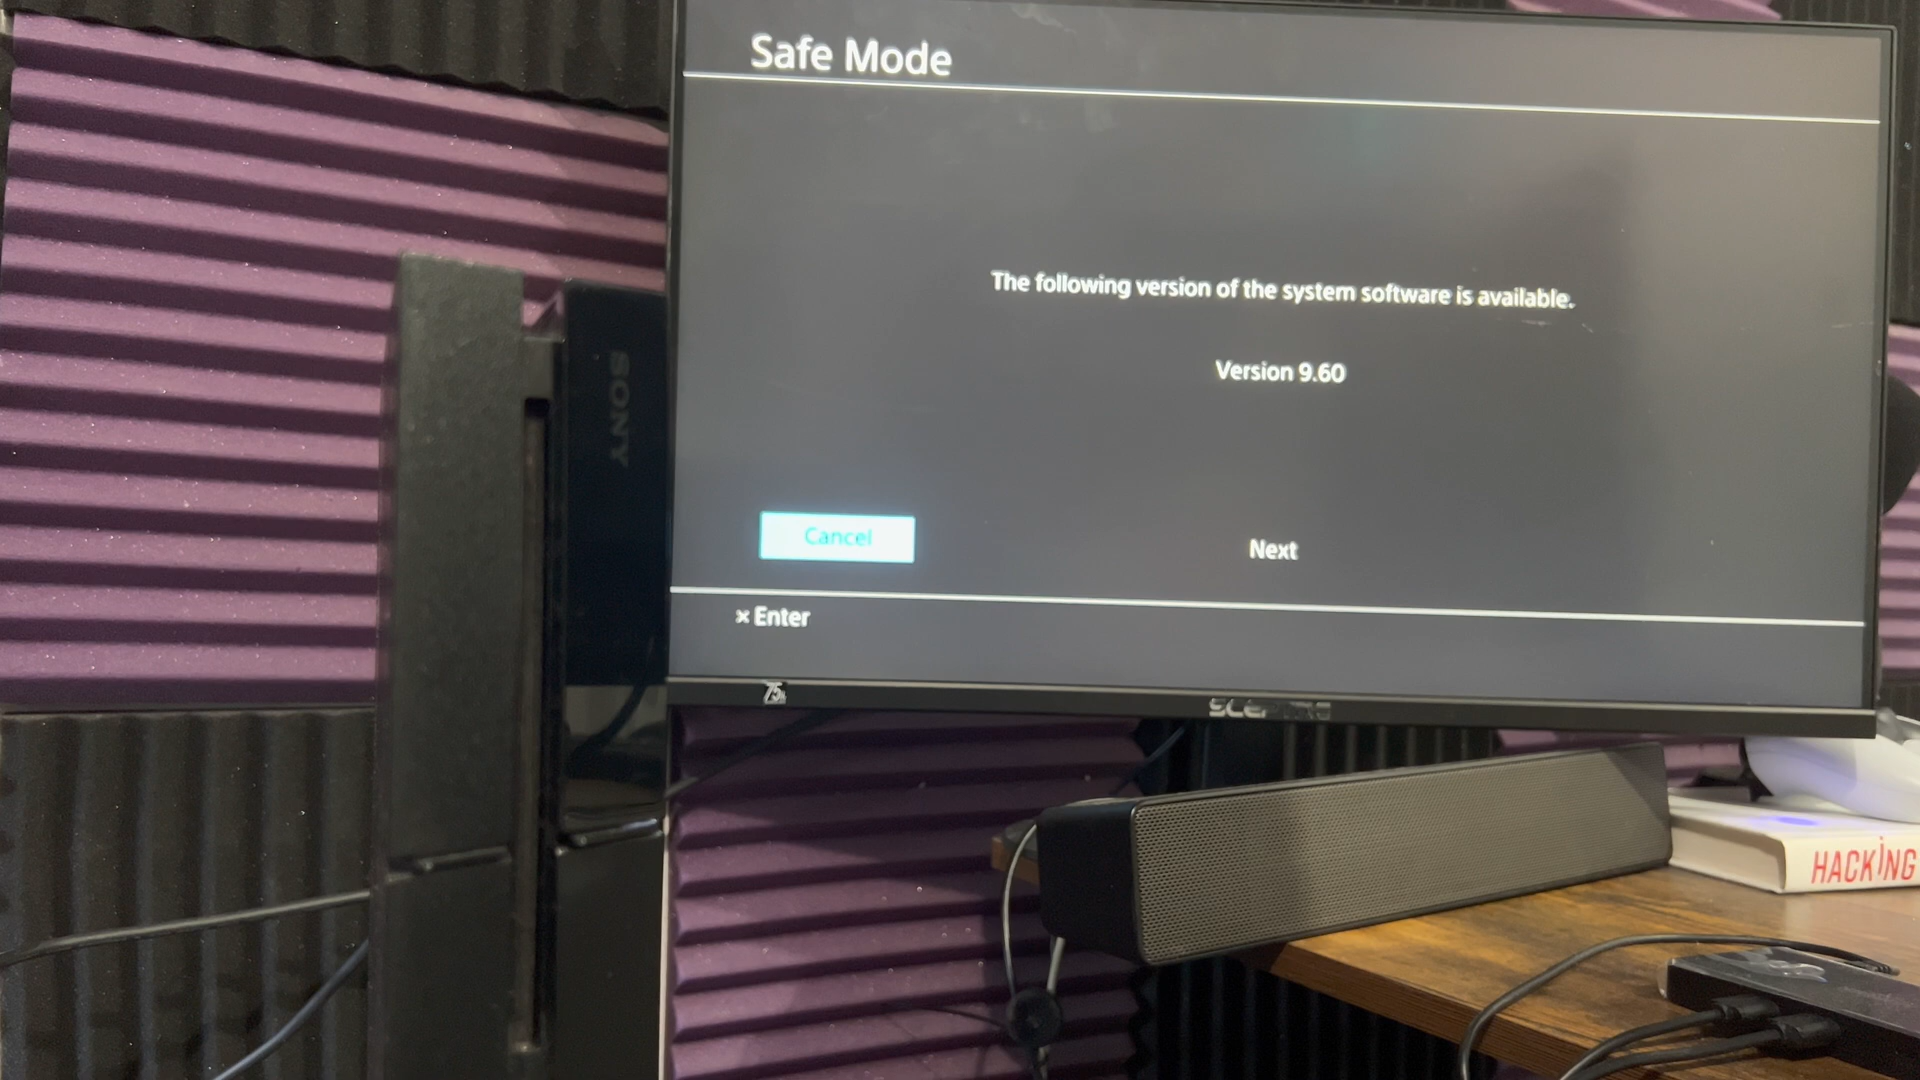 Safe Mode
The following version of the system software is available.
Version 9.60
Cancel
Next
× Enter
SONY
75
SCEPTRE
HACKING